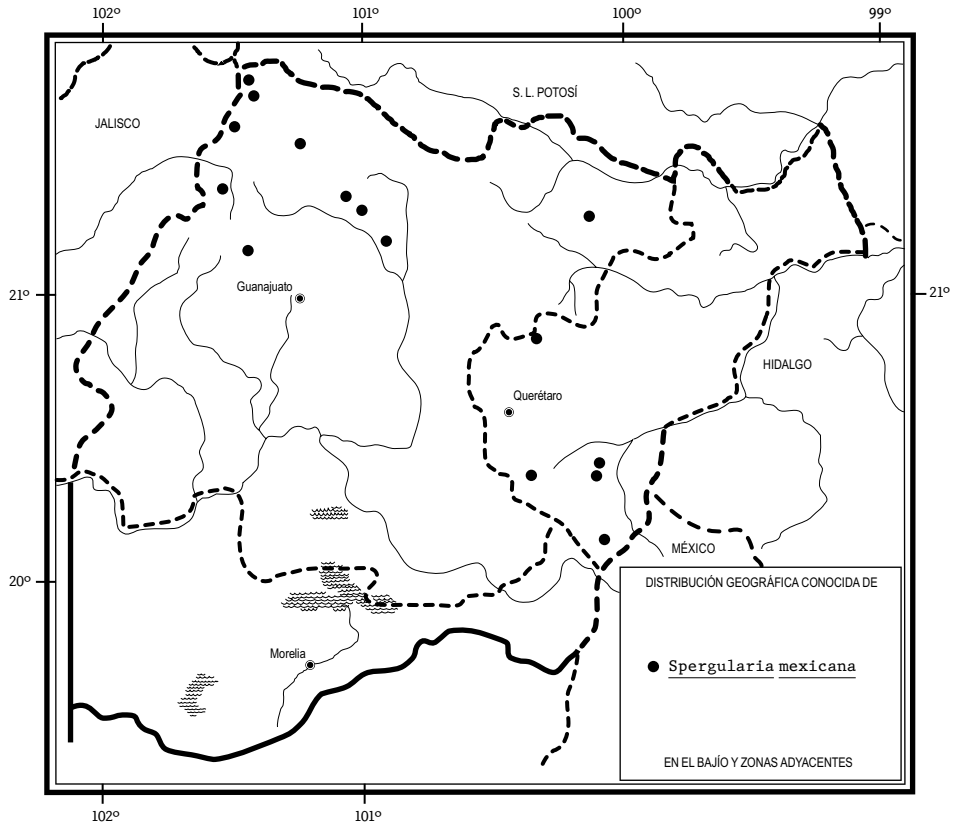 102º
101º
100º
99º
S. L. POTOSÍ
JALISCO
Guanajuato
21º
21º
HIDALGO
Querétaro
MÉXICO
20º
DISTRIBUCIÓN GEOGRÁFICA CONOCIDA DE
Morelia
Spergularia mexicana
EN EL BAJÍO Y ZONAS ADYACENTES
102º
101º